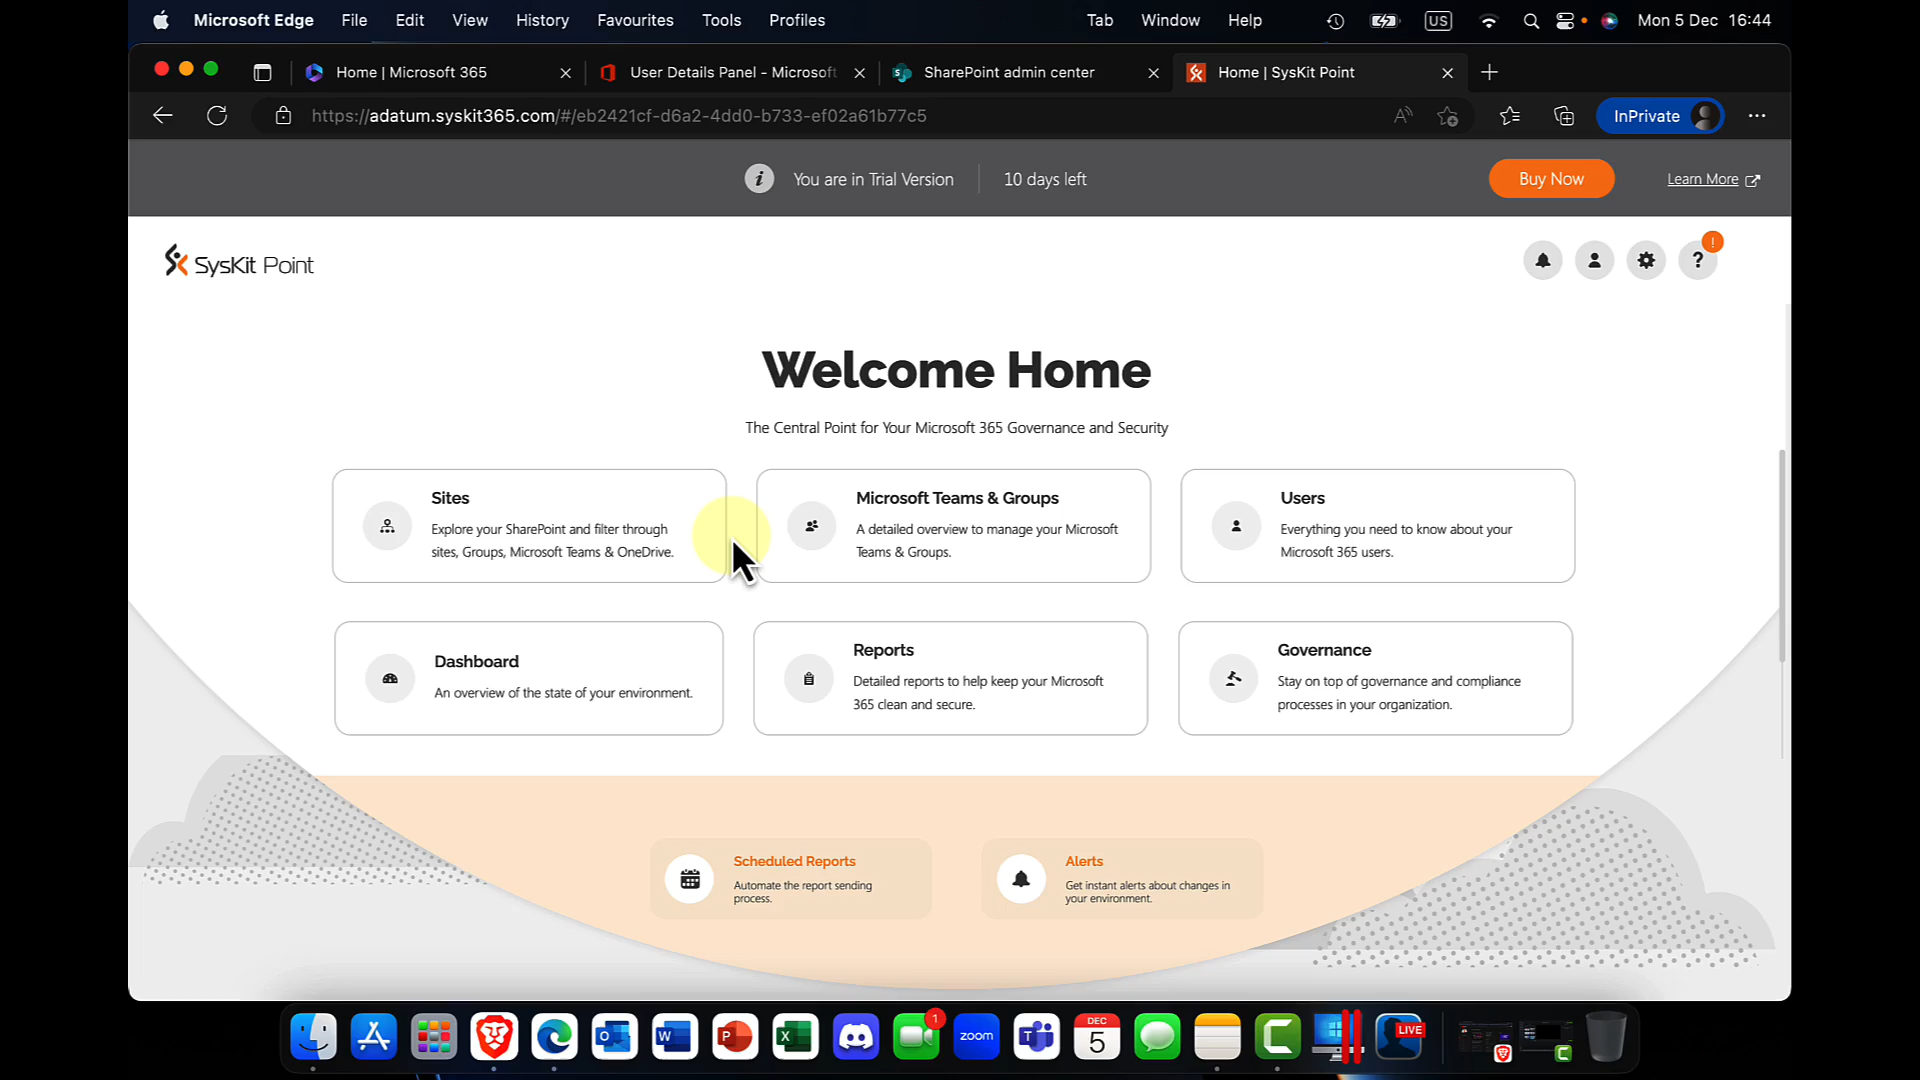 Microsoft Edge File Edit View History Favourites Tools Profiles Tab Window Help US Mon 5 Dec 16:44
Home | Microsoft 365
User Details Panel - Microsoft
SharePoint admin center
Home | SysKit Point
https://adatum.syskit365.com/#/eb2421cf-d6a2-4dd0-b733-ef02a61b77c5
InPrivate
i You are in Trial Version 10 days left
Buy Now
Learn More
SysKit Point
?
!
Welcome Home
The Central Point for Your Microsoft 365 Governance and Security
Sites
Explore your SharePoint and filter through
sites, Groups, Microsoft Teams & OneDrive.
Microsoft Teams & Groups
A detailed overview to manage your Microsoft
Teams & Groups.
Users
Everything you need to know about your
Microsoft 365 users.
Dashboard
An overview of the state of your environment.
Reports
Detailed reports to help keep your Microsoft
365 clean and secure.
Governance
Stay on top of governance and compliance
processes in your organization.
Scheduled Reports
Automate the report sending
process.
Alerts
Get instant alerts about changes in
your environment.
1
zoom
DEC
5
LIVE